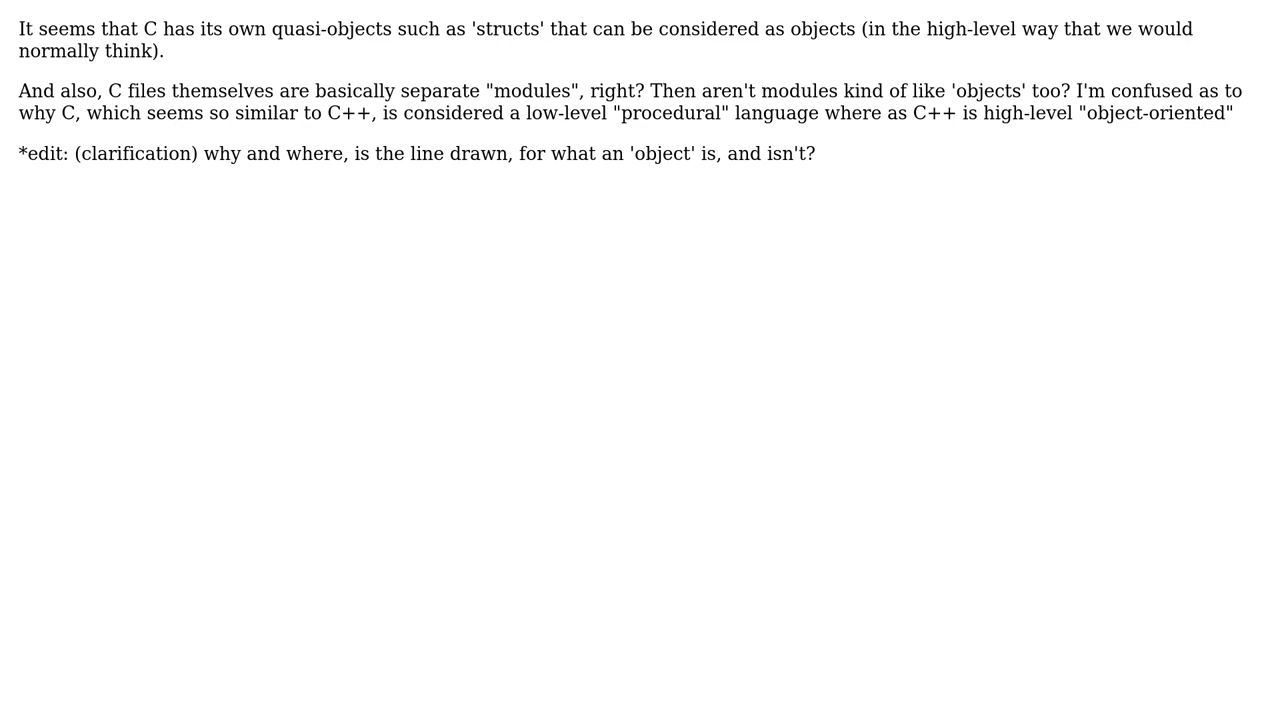 It seems that C has its own quasi-objects such as 'structs' that can be considered as objects (in the high-level way that we would
normally think).
And also, C files themselves are basically separate "modules", right? Then aren't modules kind of like 'objects' too? I'm confused as to
why C, which seems so similar to C++, is considered a low-level "procedural" language where as C++ is high-level "object-oriented"
*edit: (clarification) why and where, is the line drawn, for what an 'object' is, and isn't?